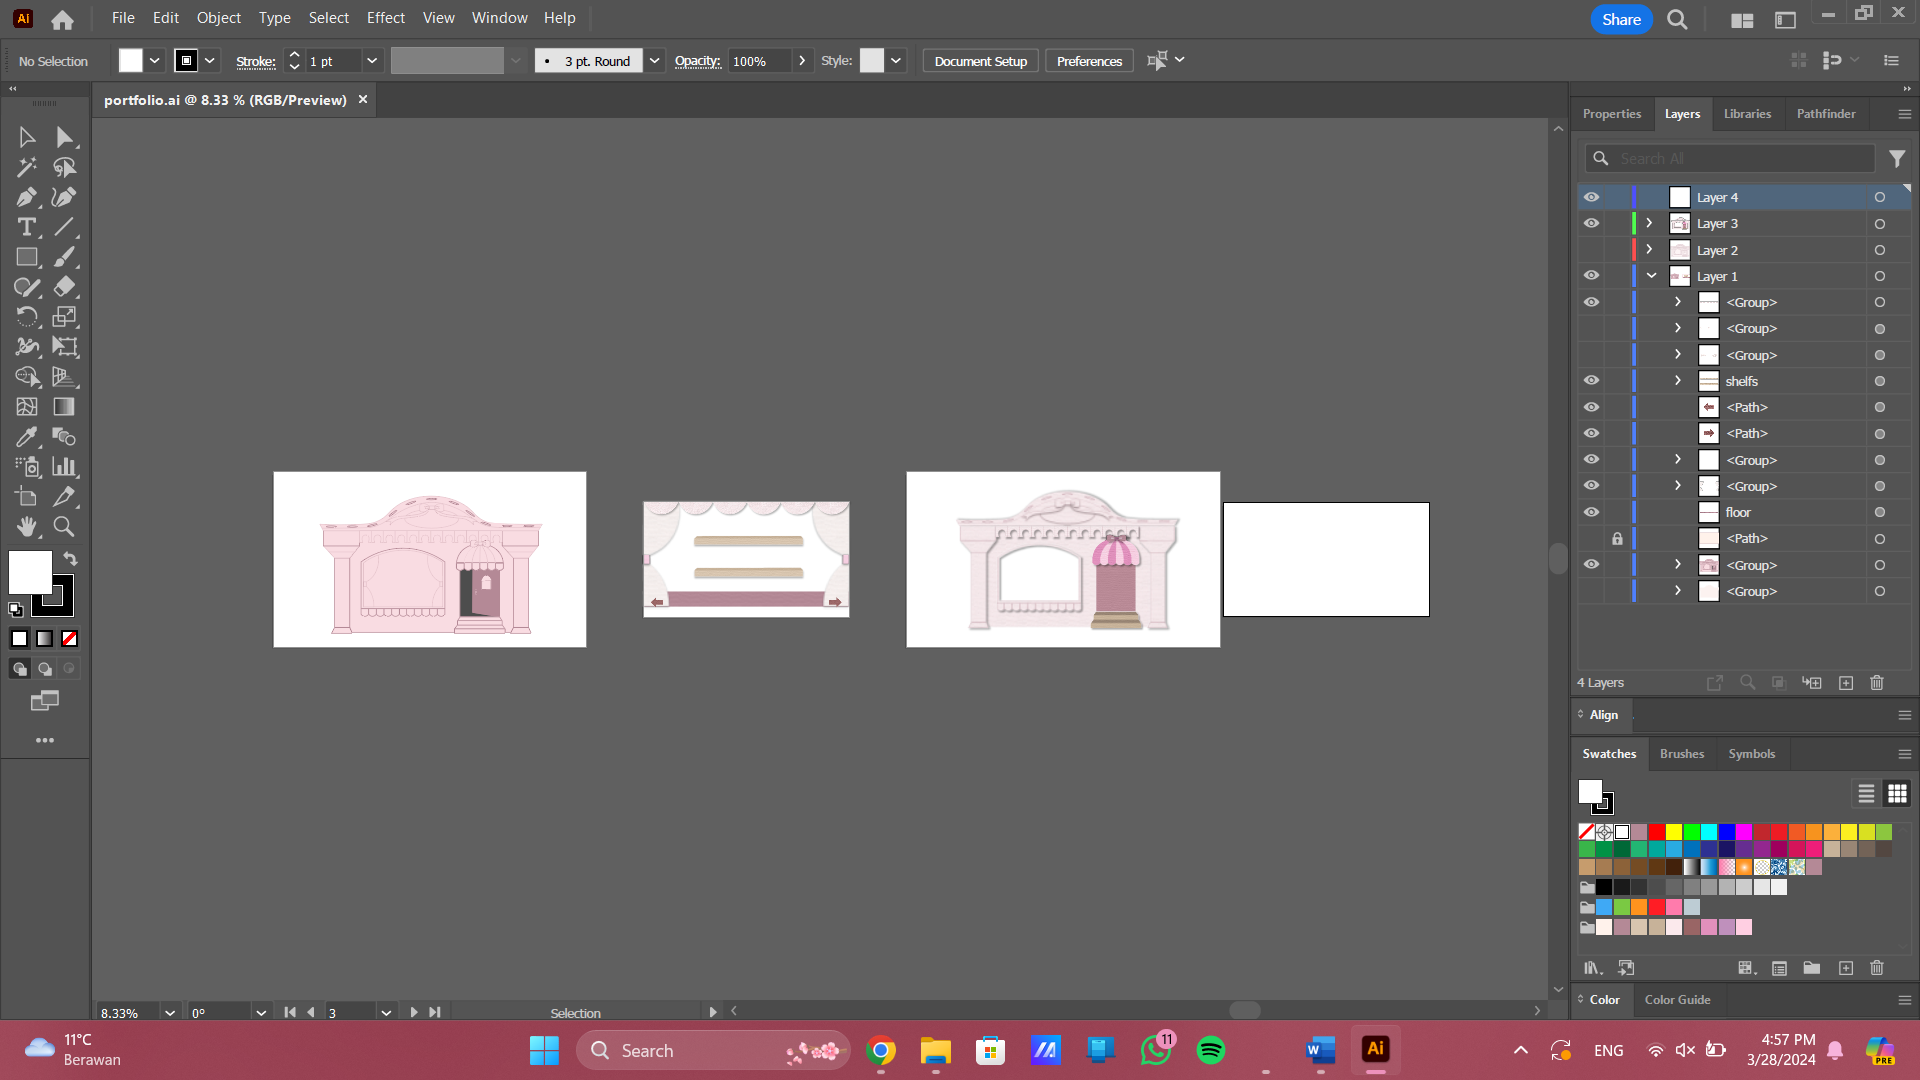 Ai File Edit Object Type Select Effect View Window Help Share
No Selection Stroke: 1 pt 3 pt. Round Opacity: 100% Style: Document Setup Preferences
portfolio.ai @ 8.33 % (RGB/Preview)
Properties Layers Libraries Pathfinder
Search All
Layer 4
Layer 3
Layer 2
Layer 1
<Group>
<Group>
<Group>
shelfs
<Path>
<Path>
<Group>
<Group>
floor
<Path>
<Group>
<Group>
4 Layers
Align
Swatches Brushes Symbols
Color Color Guide
8.33% 0° 3 Selection
11°C
Berawan
Search
11
W
Ai
ENG
4:57 PM
3/28/2024
PRE